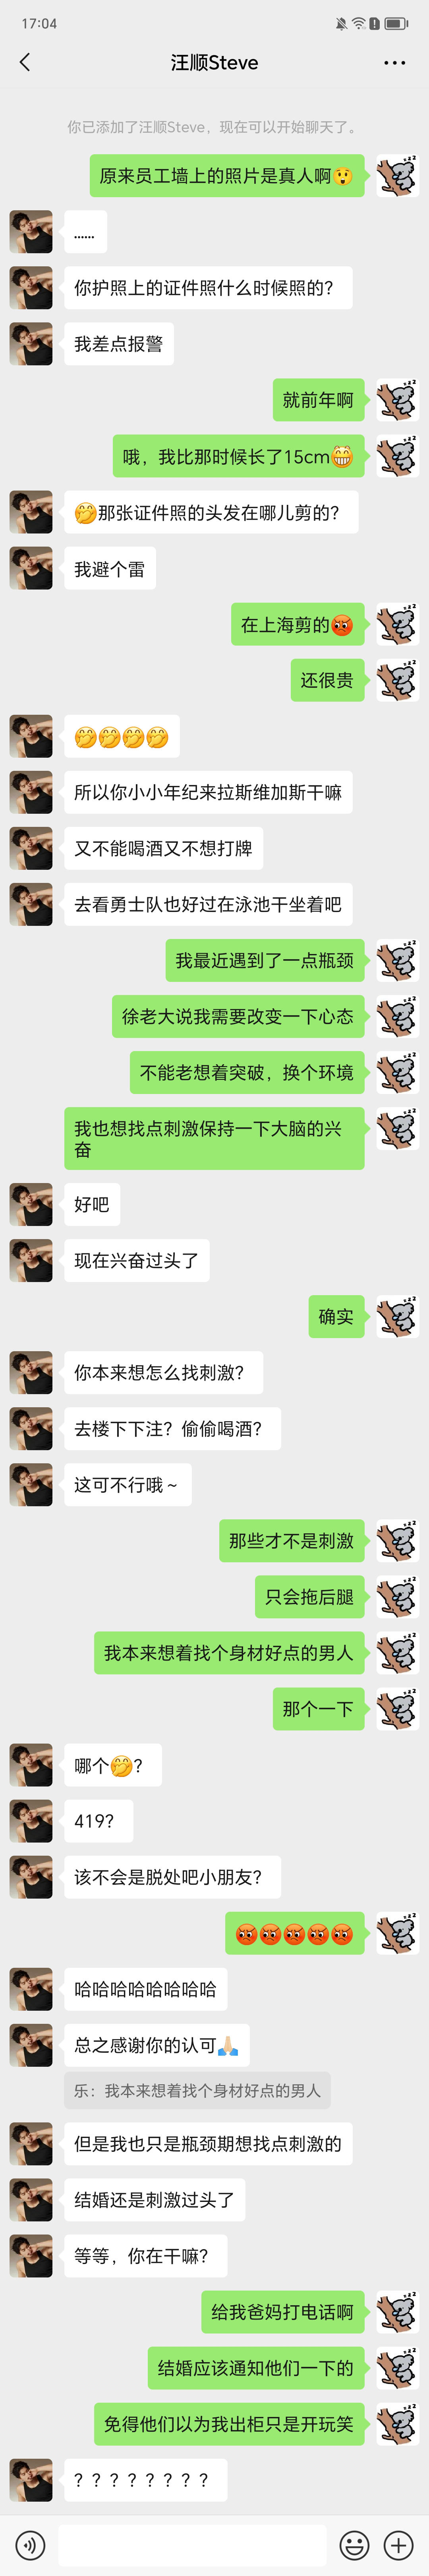 17:04
汪顺Steve
你已添加了汪顺Steve，现在可以开始聊天了。
原来员工墙上的照片是真人啊😲
......
你护照上的证件照什么时候照的？
我差点报警
就前年啊
哦，我比那时候长了15cm😁
🤭那张证件照的头发在哪儿剪的？
我避个雷
在上海剪的😡
还很贵
🤭🤭🤭🤭
所以你小小年纪来拉斯维加斯干嘛
又不能喝酒又不想打牌
去看勇士队也好过在泳池干坐着吧
我最近遇到了一点瓶颈
徐老大说我需要改变一下心态
不能老想着突破，换个环境
我也想找点刺激保持一下大脑的兴
奋
好吧
现在兴奋过头了
确实
你本来想怎么找刺激？
去楼下下注？偷偷喝酒？
这可不行哦～
那些才不是刺激
只会拖后腿
我本来想着找个身材好点的男人
那个一下
哪个🤭？
419？
该不会是脱处吧小朋友？
😡😡😡😡😡
哈哈哈哈哈哈哈哈
总之感谢你的认可🙏🏻
乐：我本来想着找个身材好点的男人
但是我也只是瓶颈期想找点刺激的
结婚还是刺激过头了
等等，你在干嘛？
给我爸妈打电话啊
结婚应该通知他们一下的
免得他们以为我出柜只是开玩笑
？？？？？？？？